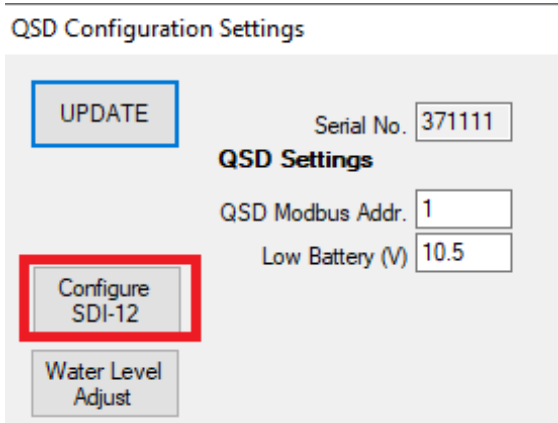 QSD Configuration Settings
UPDATE
Serial No. 371111
QSD Settings
QSD Modbus Addr. 1
Low Battery (V) 10.5
Configure
SDI-12
Water Level
Adjust